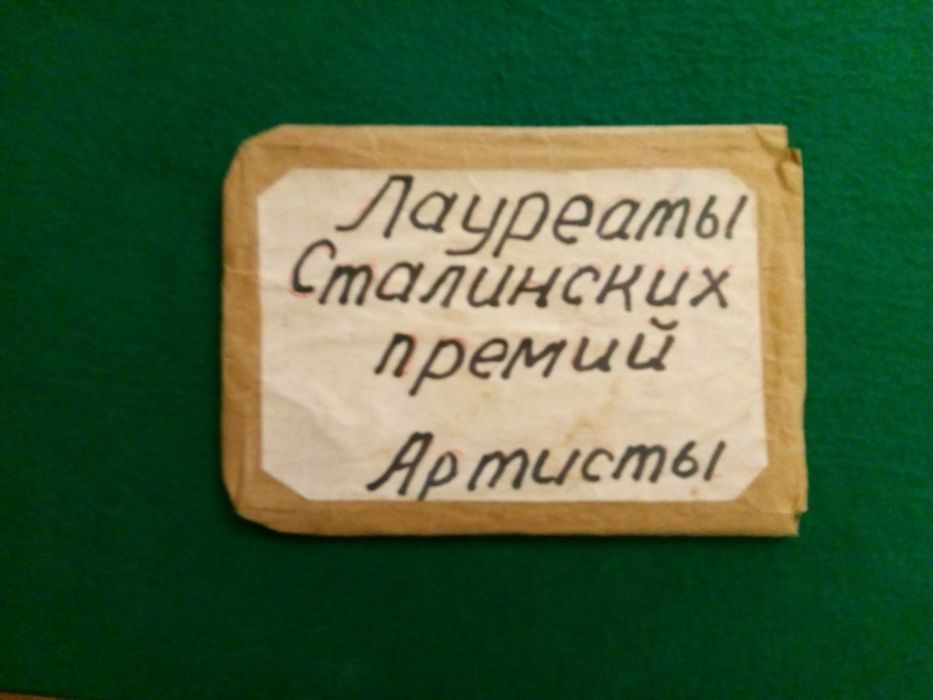 Лауреаты
Сталинских
премий
Артисты